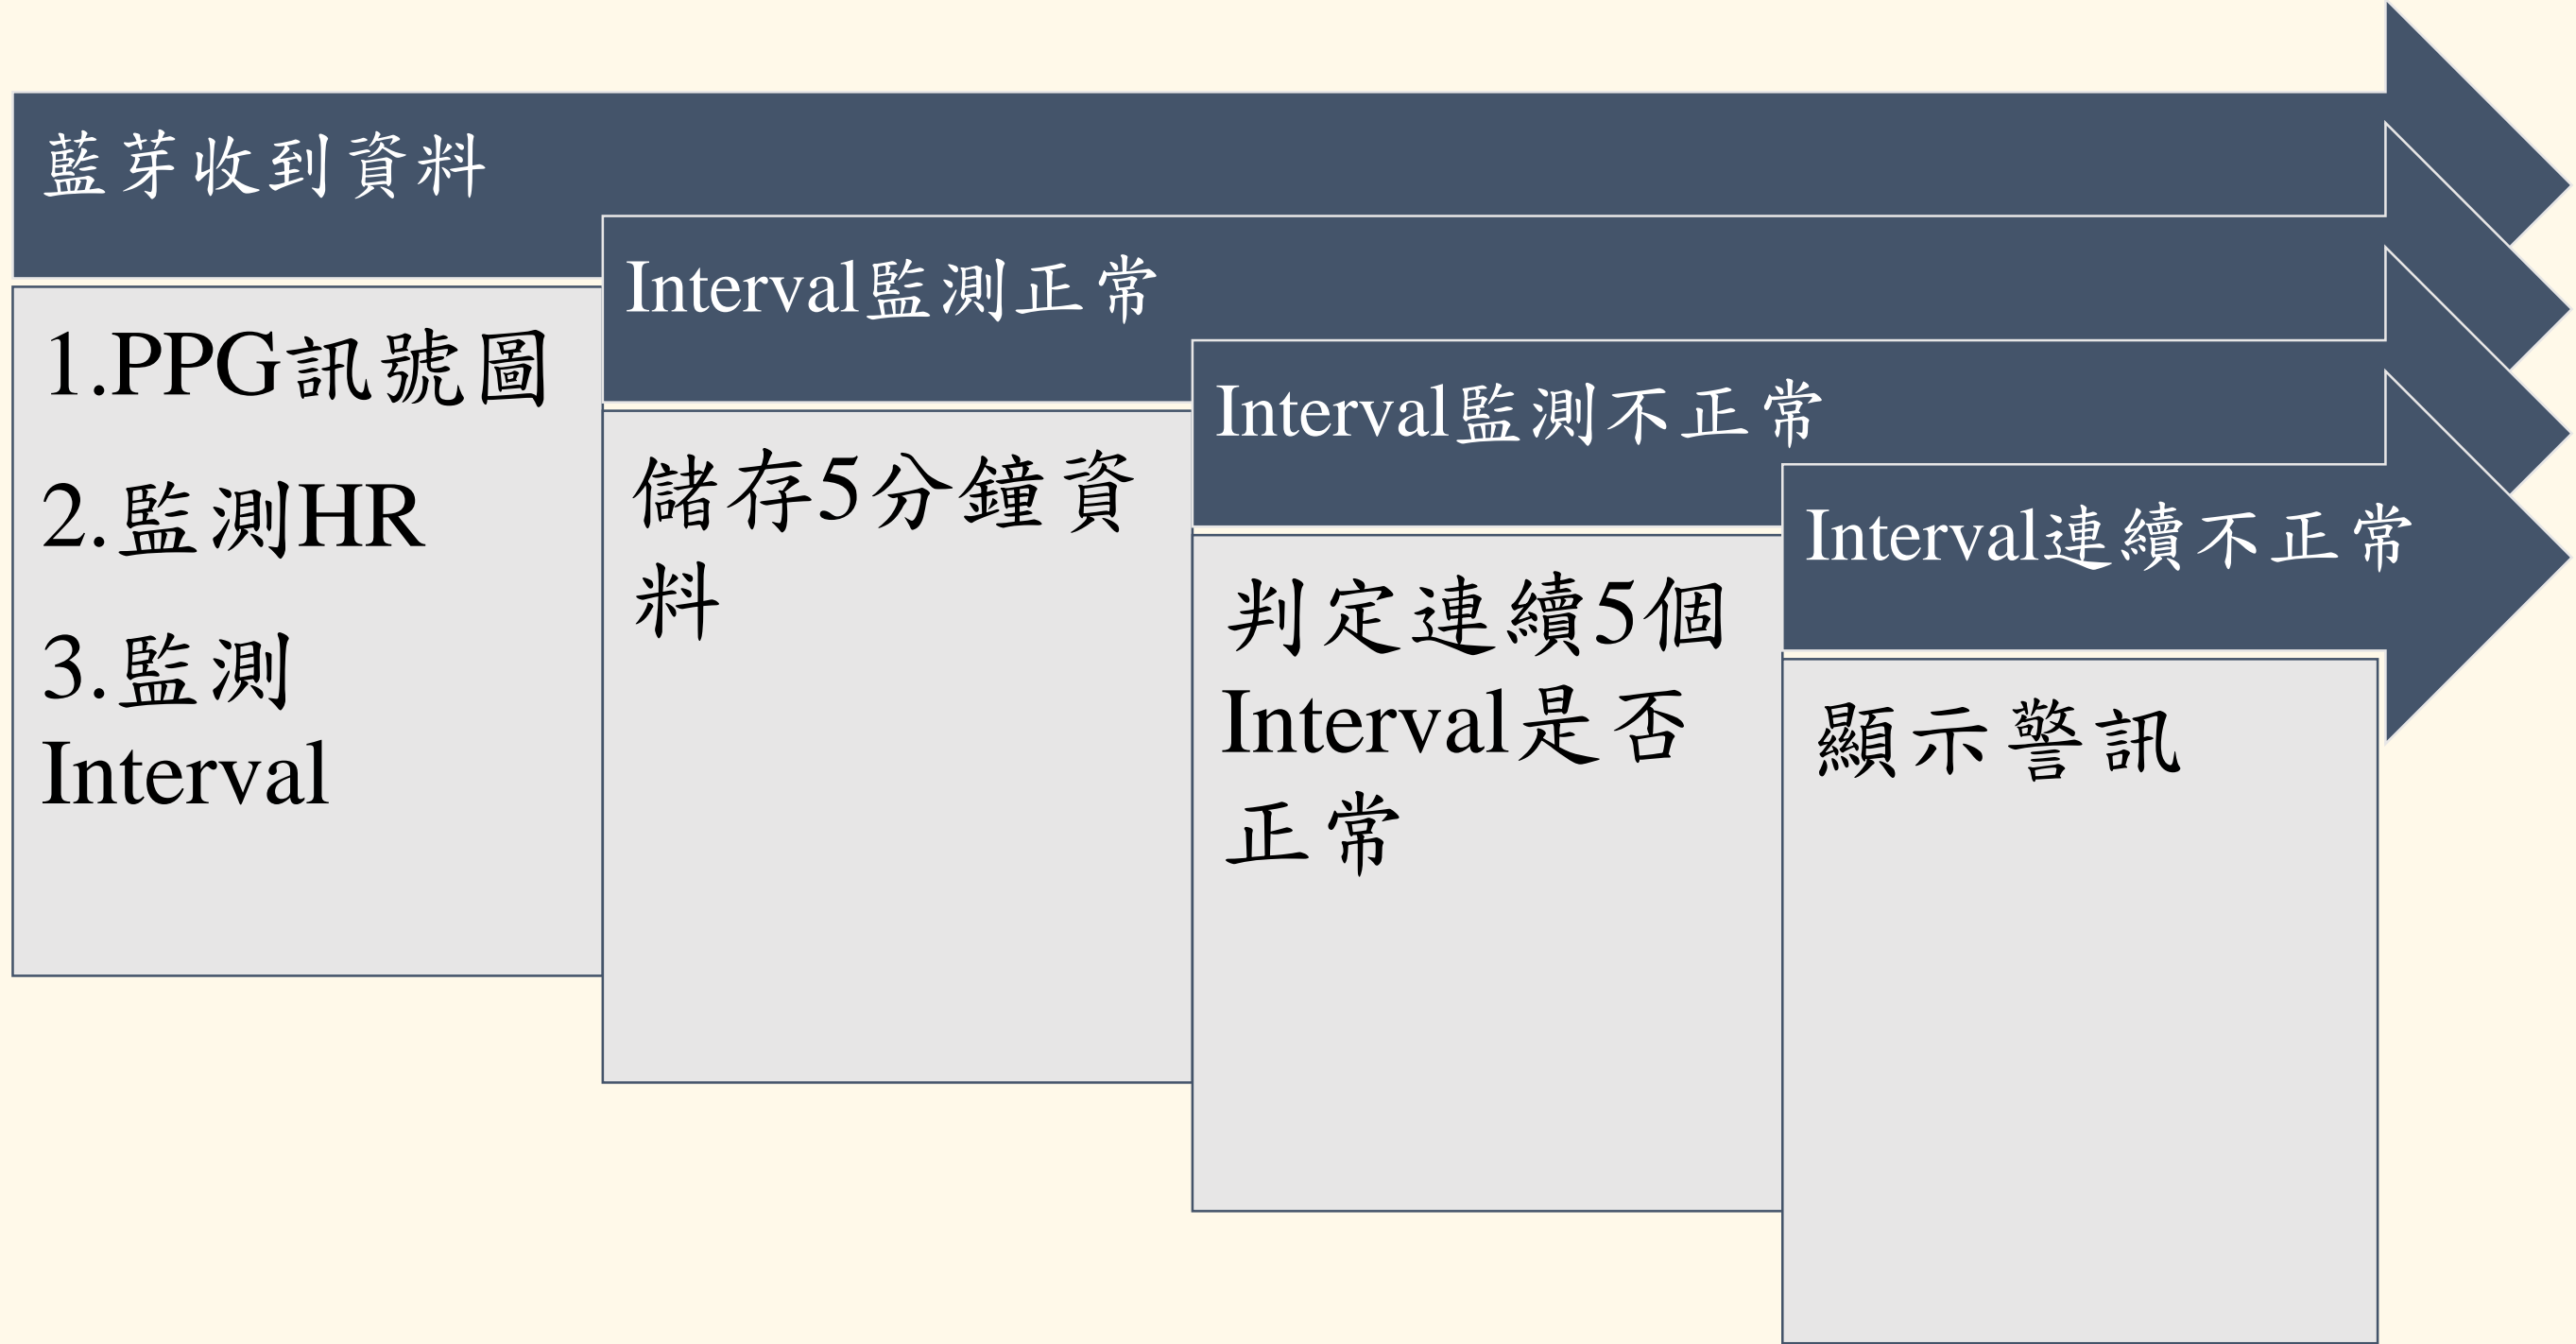 藍芽收到資料
1.PPG訊號圖
2.監測HR
3.監測
Interval
Interval監測正常
儲存5分鐘資
料
Interval監測不正常
判定連續5個
Interval是否
正常
Interval連續不正常
顯示警訊